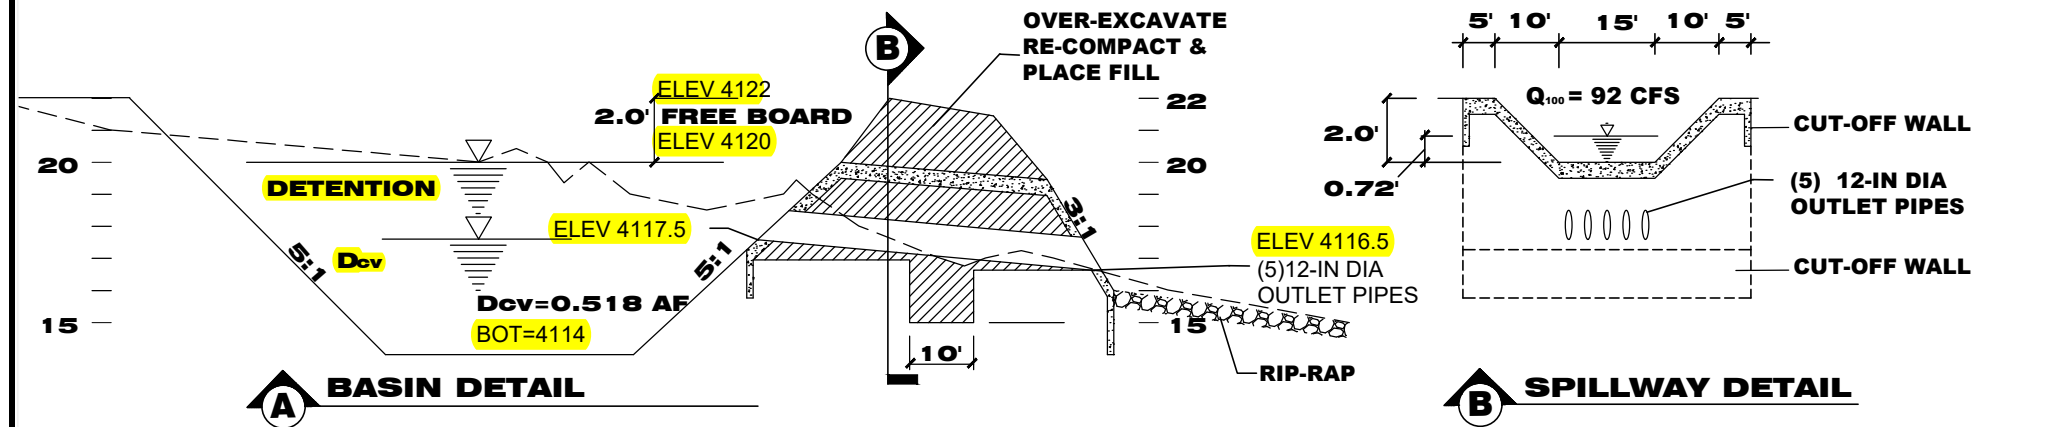 B
OVER-EXCAVATE
RE-COMPACT &
PLACE FILL
ELEV 4122
2.0' FREE BOARD
ELEV 4120
20
DETENTION
ELEV 4117.5
5:1
Dcv
5:1
Dcv=0.518 AF
BOT=4114
15
10'
3:1
22
20
15
ELEV 4116.5
(5)12-IN DIA
OUTLET PIPES
RIP-RAP
A
BASIN DETAIL
5' 10' 15' 10' 5'
Q100 = 92 CFS
2.0'
0.72'
CUT-OFF WALL
(5) 12-IN DIA
OUTLET PIPES
CUT-OFF WALL
B
SPILLWAY DETAIL